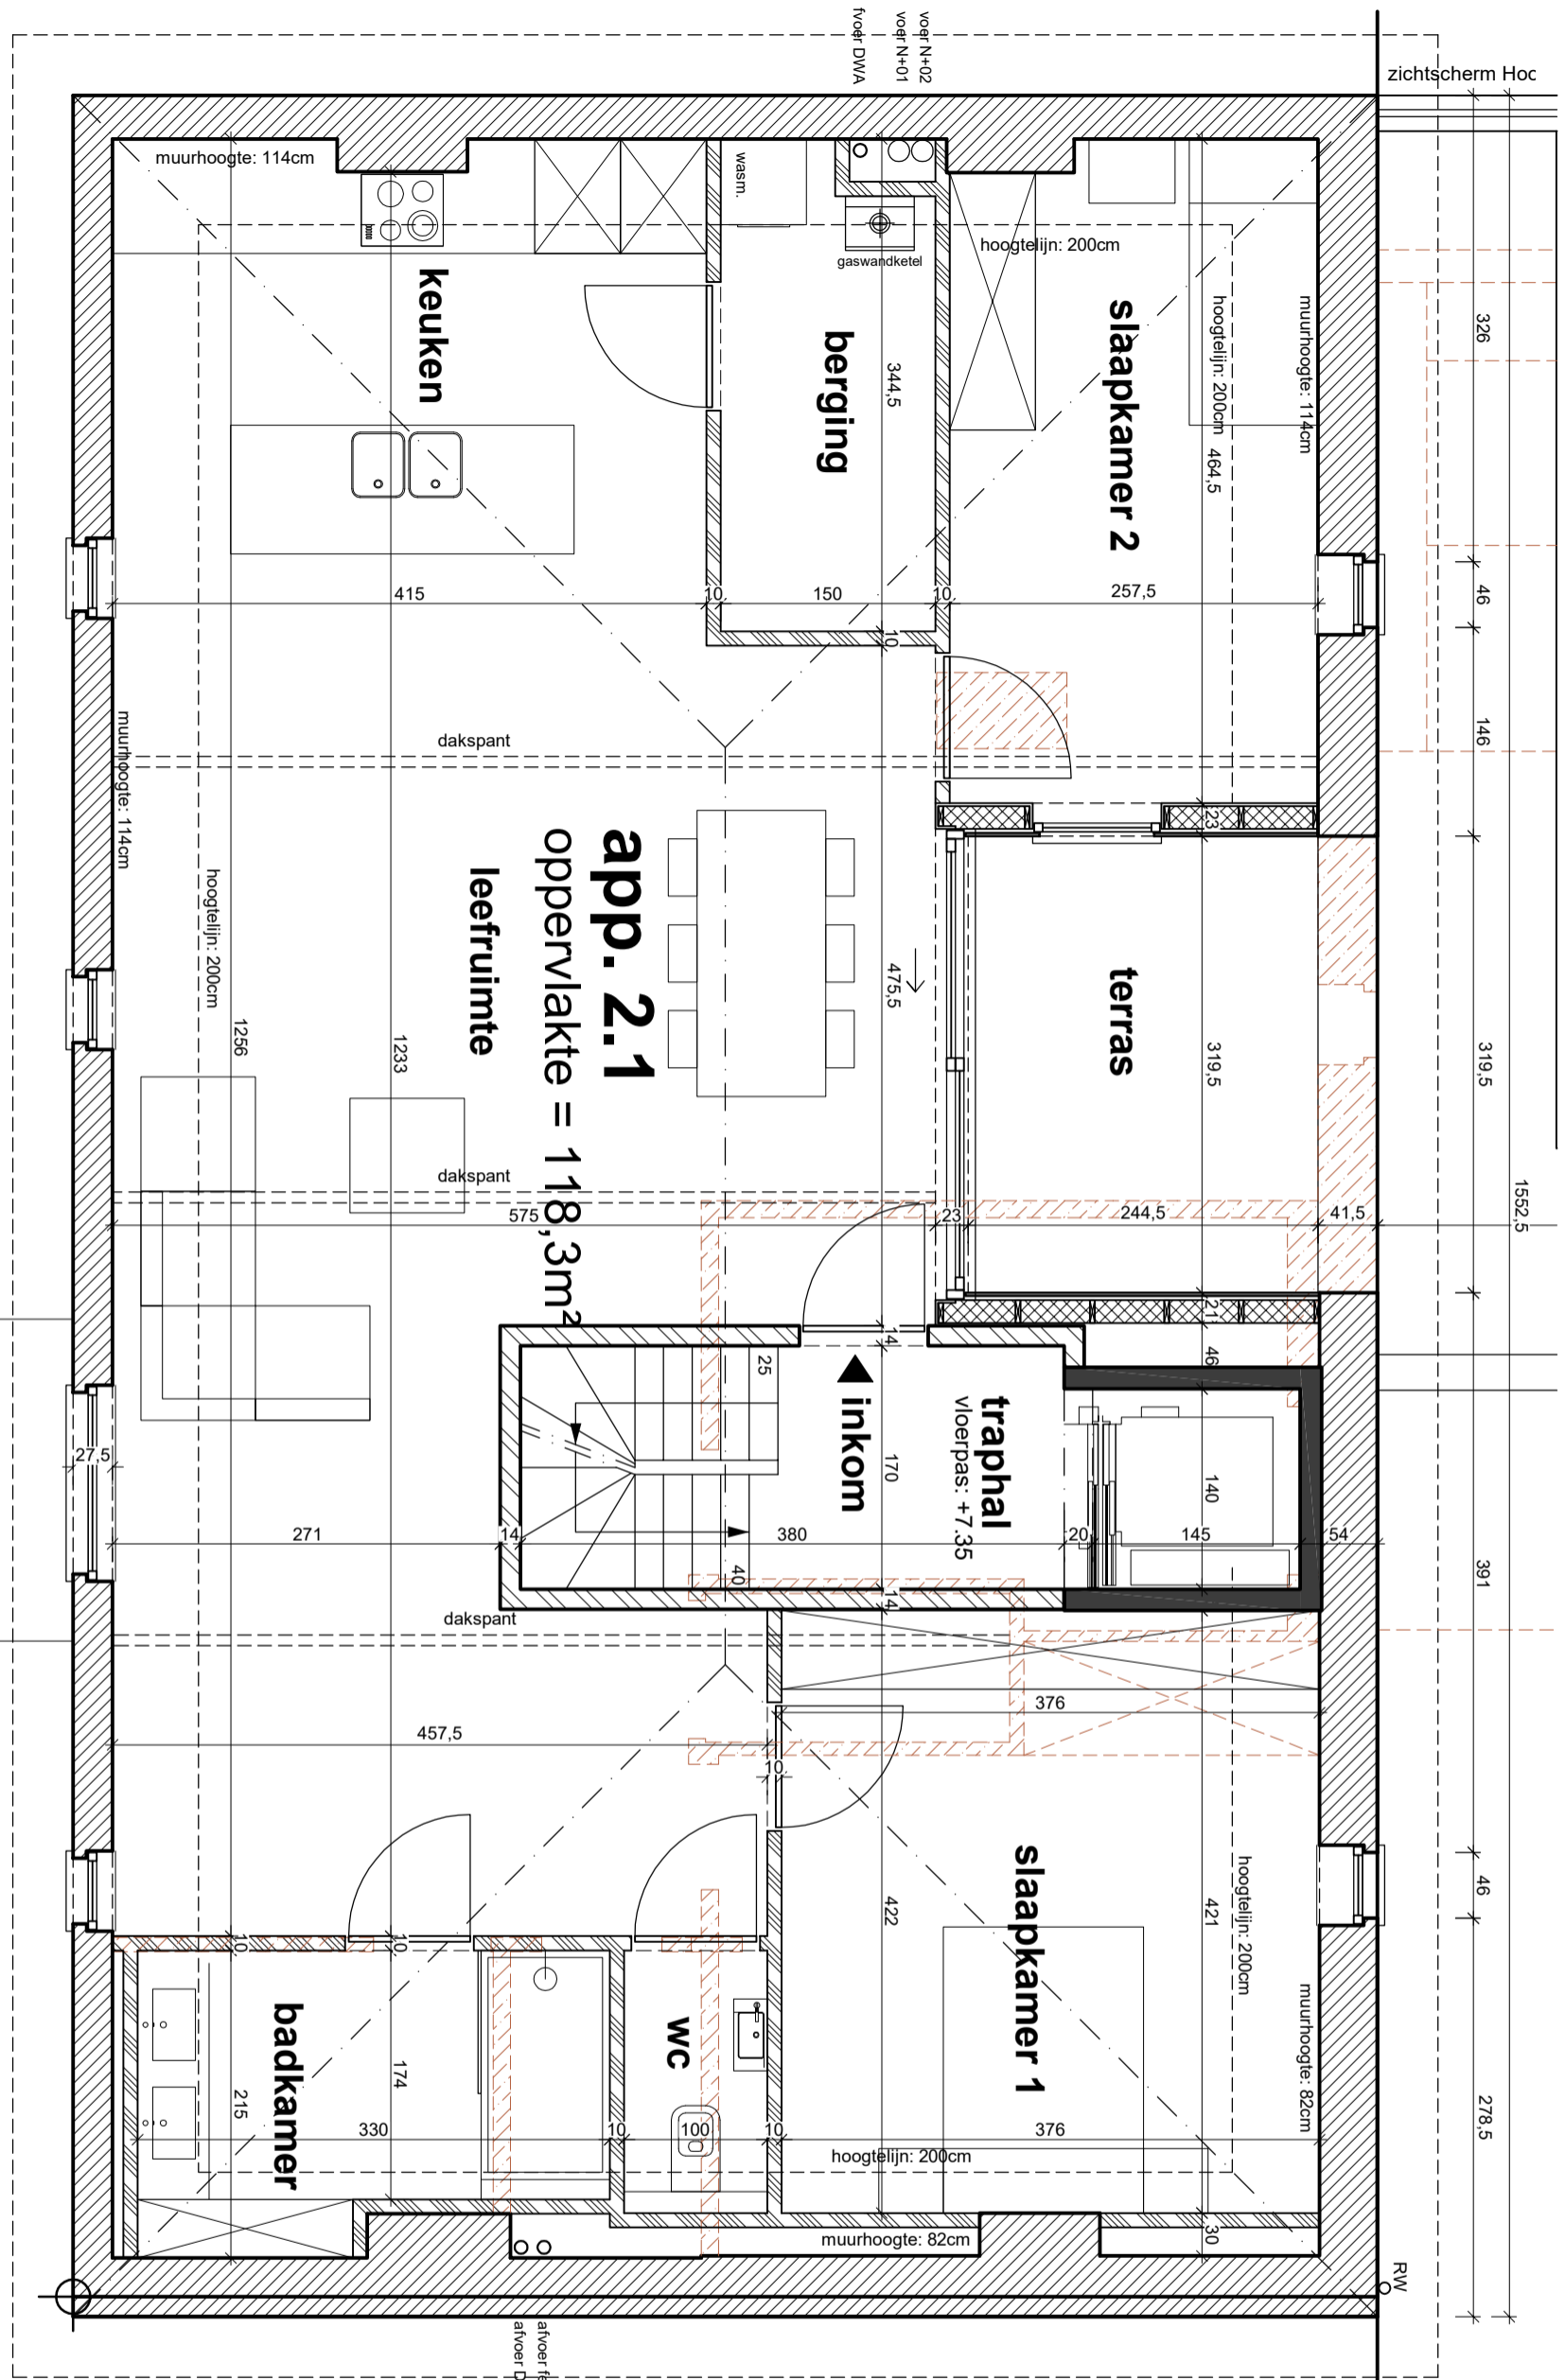 fvoer DWA
voer N+01
voer N+02
zichtscherm Hoc
muurhoogte: 114cm
wasm.
gaswandketel
hoogtelijn: 200cm
hoogtelijn: 200cm
muurhoogte: 114cm
keuken
berging
slaapkamer 2
344,5
464,5
326
415
10
150
10
257,5
46
10
146
dakspant
muurhoogte: 114cm
23
app. 2.1
oppervlakte = 118,3m²
leefruimte
hoogtelijn: 200cm
475,5
terras
319,5
319,5
1256
1233
dakspant
575
23
244,5
41,5
1552,5
21
14
46
25
inkom
traphal
vloerpas: +7.35
27,5
170
140
271
14
380
20
145
54
40
14
391
dakspant
376
457,5
10
slaapkamer 1
hoogtelijn: 200cm
422
421
46
10
10
muurhoogte: 82cm
badkamer
wc
174
215
330
10
100
10
376
278,5
hoogtelijn: 200cm
muurhoogte: 82cm
30
RW
afvoer D
afvoer fe